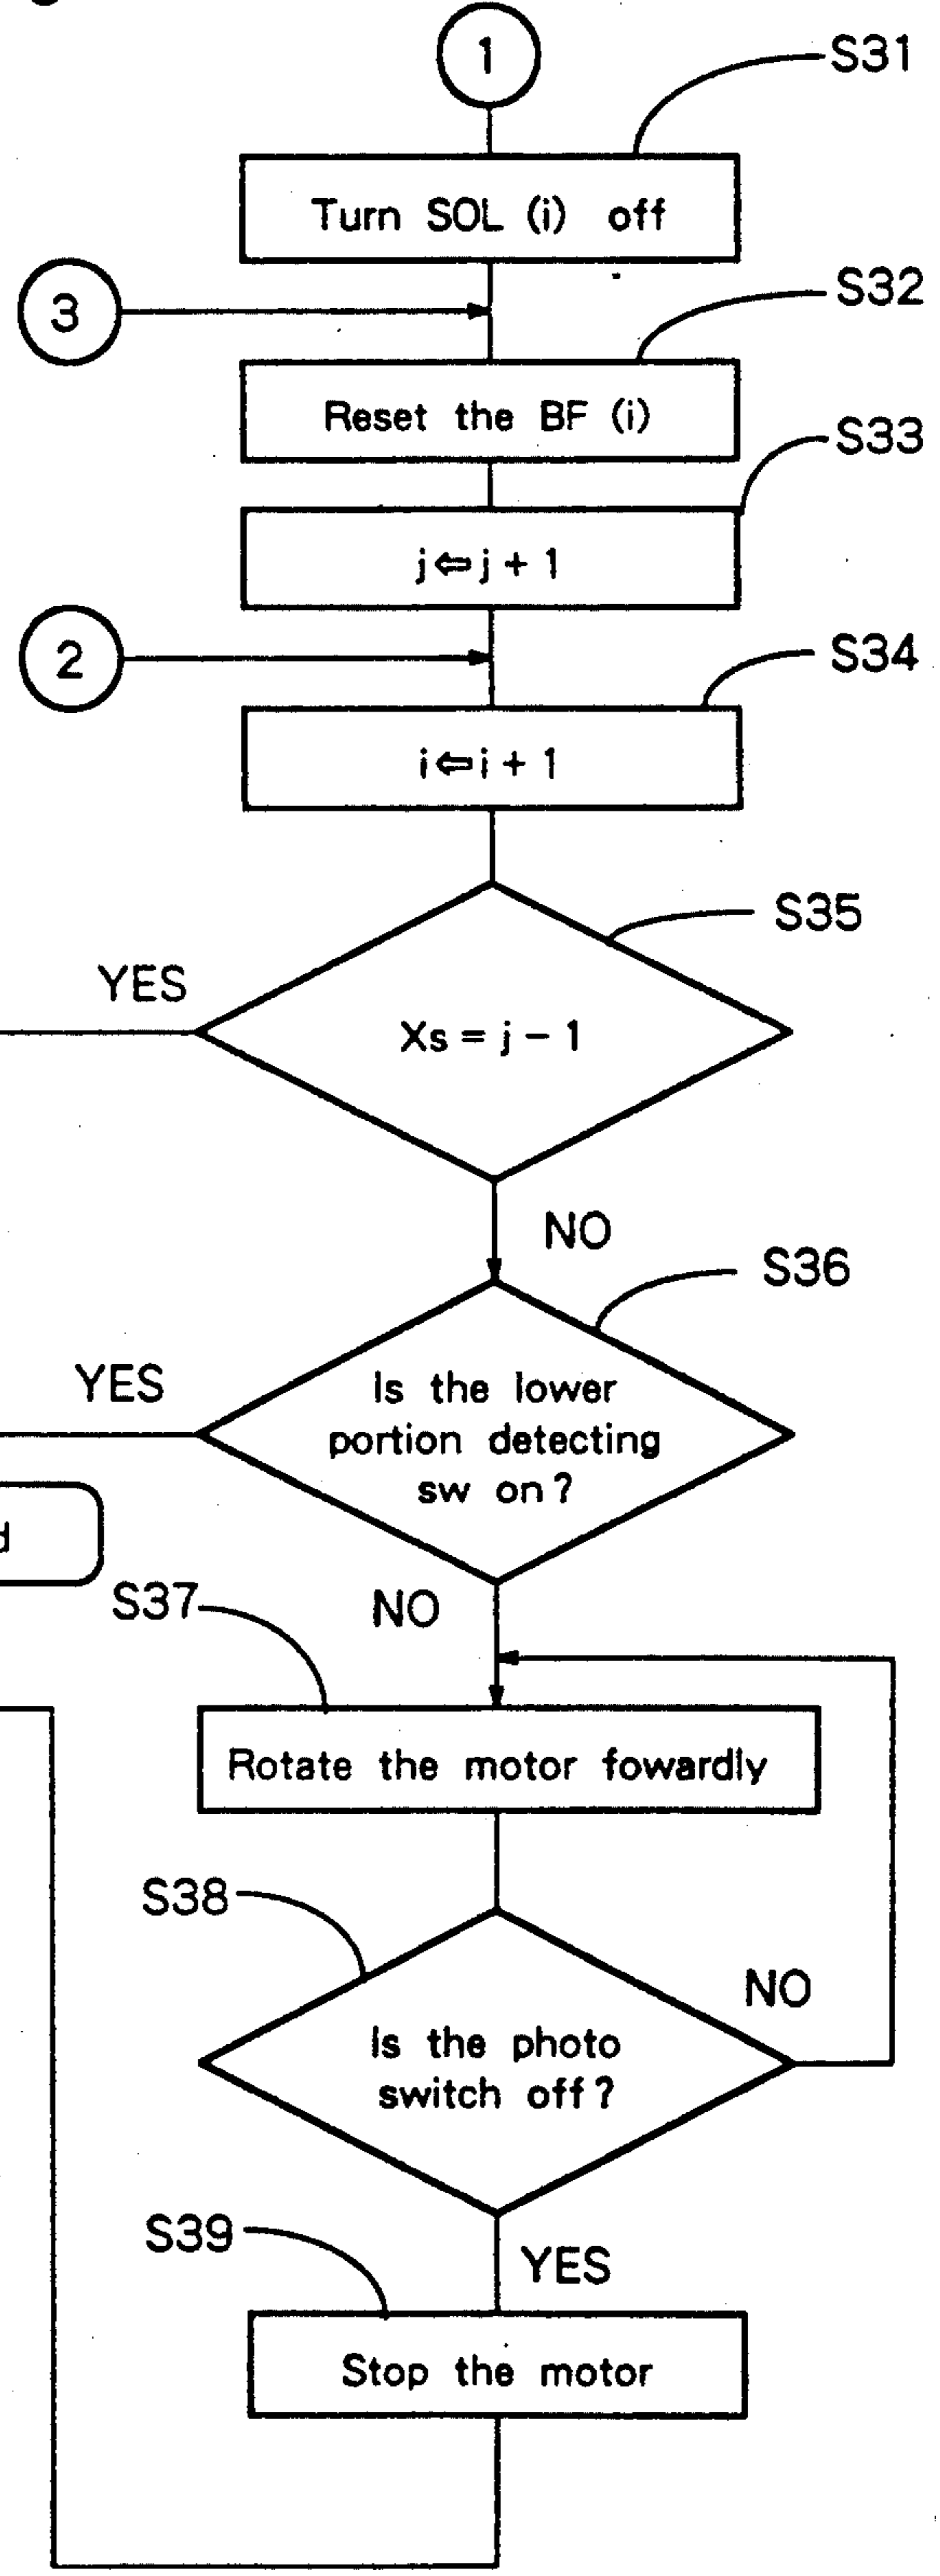 1
S31
Turn SOL (i) off
3
S32
Reset the BF (i)
S33
j⇦j + 1
2
S34
i⇦i + 1
S35
YES
Xs = j – 1
NO
S36
YES
Is the lower
portion detecting
sw on ?
d
NO
S37
Rotate the motor fowardly
S38
NO
Is the photo
switch off ?
S39
YES
Stop the motor